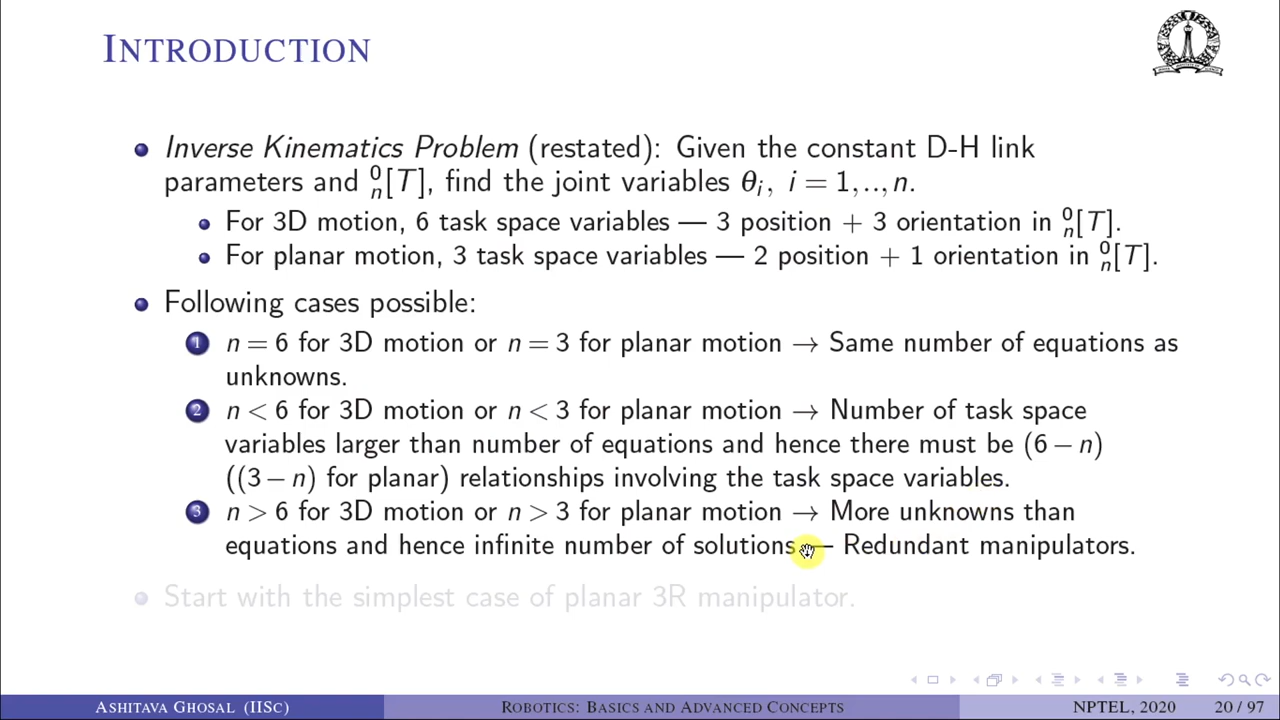 INTRODUCTION
Inverse Kinematics Problem (restated): Given the constant D-H link
parameters and ⁰ₙ[T], find the joint variables θᵢ, i = 1,..,n.
For 3D motion, 6 task space variables — 3 position + 3 orientation in ⁰ₙ[T].
For planar motion, 3 task space variables — 2 position + 1 orientation in ⁰ₙ[T].
Following cases possible:
1 n = 6 for 3D motion or n = 3 for planar motion → Same number of equations as
unknowns.
2 n < 6 for 3D motion or n < 3 for planar motion → Number of task space
variables larger than number of equations and hence there must be (6 − n)
((3 − n) for planar) relationships involving the task space variables.
3 n > 6 for 3D motion or n > 3 for planar motion → More unknowns than
equations and hence infinite number of solutions — Redundant manipulators.
Start with the simplest case of planar 3R manipulator.
ASHITAVA GHOSAL (IISC) ROBOTICS: BASICS AND ADVANCED CONCEPTS NPTEL, 2020 20 / 97